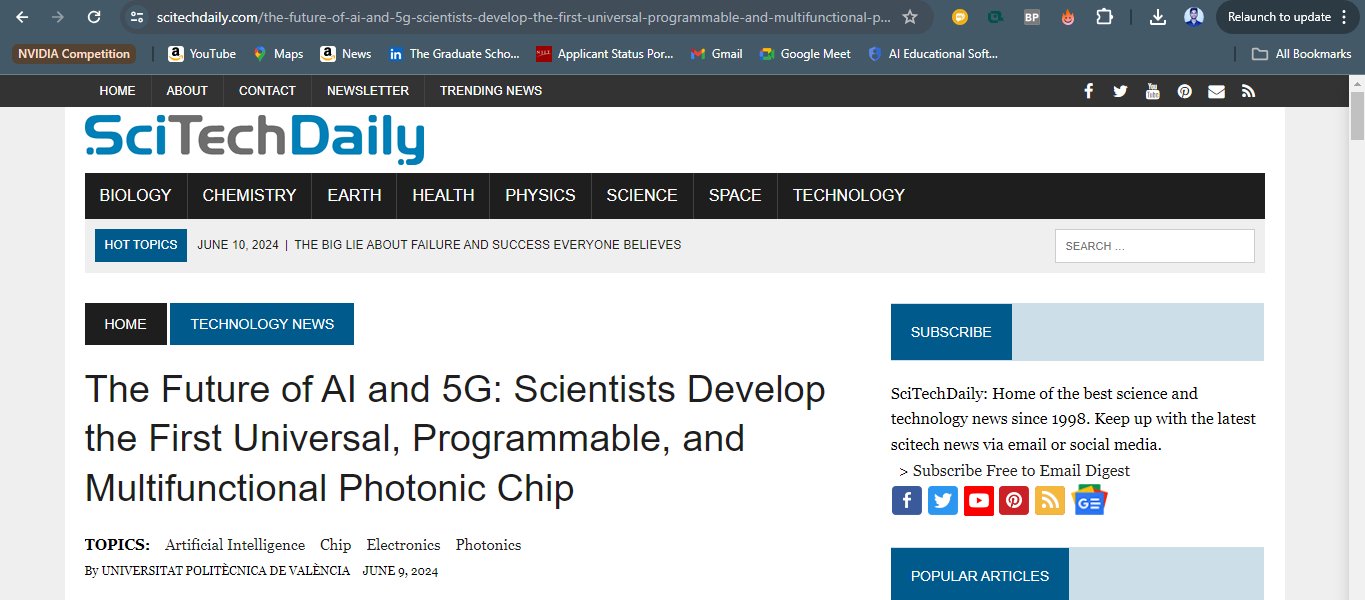 scitechdaily.com/the-future-of-ai-and-5g-scientists-develop-the-first-universal-programmable-and-multifunctional-p...
BP
Relaunch to update
NVIDIA Competition
YouTube
Maps
News
The Graduate Scho...
Applicant Status Por...
Gmail
Google Meet
AI Educational Soft...
All Bookmarks
HOME ABOUT CONTACT NEWSLETTER TRENDING NEWS
SciTechDaily
BIOLOGY CHEMISTRY EARTH HEALTH PHYSICS SCIENCE SPACE TECHNOLOGY
HOT TOPICS JUNE 10, 2024 | THE BIG LIE ABOUT FAILURE AND SUCCESS EVERYONE BELIEVES
SEARCH ...
HOME TECHNOLOGY NEWS
The Future of AI and 5G: Scientists Develop
the First Universal, Programmable, and
Multifunctional Photonic Chip
TOPICS: Artificial Intelligence Chip Electronics Photonics
By UNIVERSITAT POLITÈCNICA DE VALÈNCIA JUNE 9, 2024
SUBSCRIBE
SciTechDaily: Home of the best science and
technology news since 1998. Keep up with the latest
scitech news via email or social media.
> Subscribe Free to Email Digest
POPULAR ARTICLES